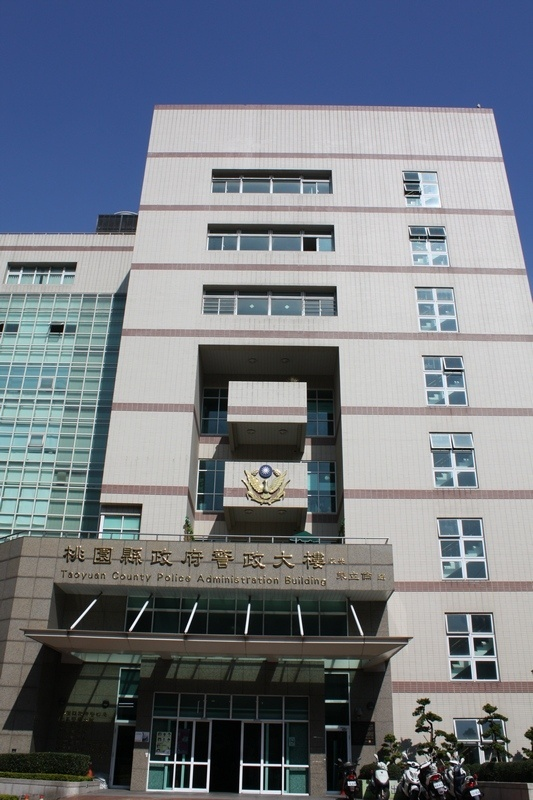 桃園縣政府警政大樓
Taoyuan County Police Administration Building